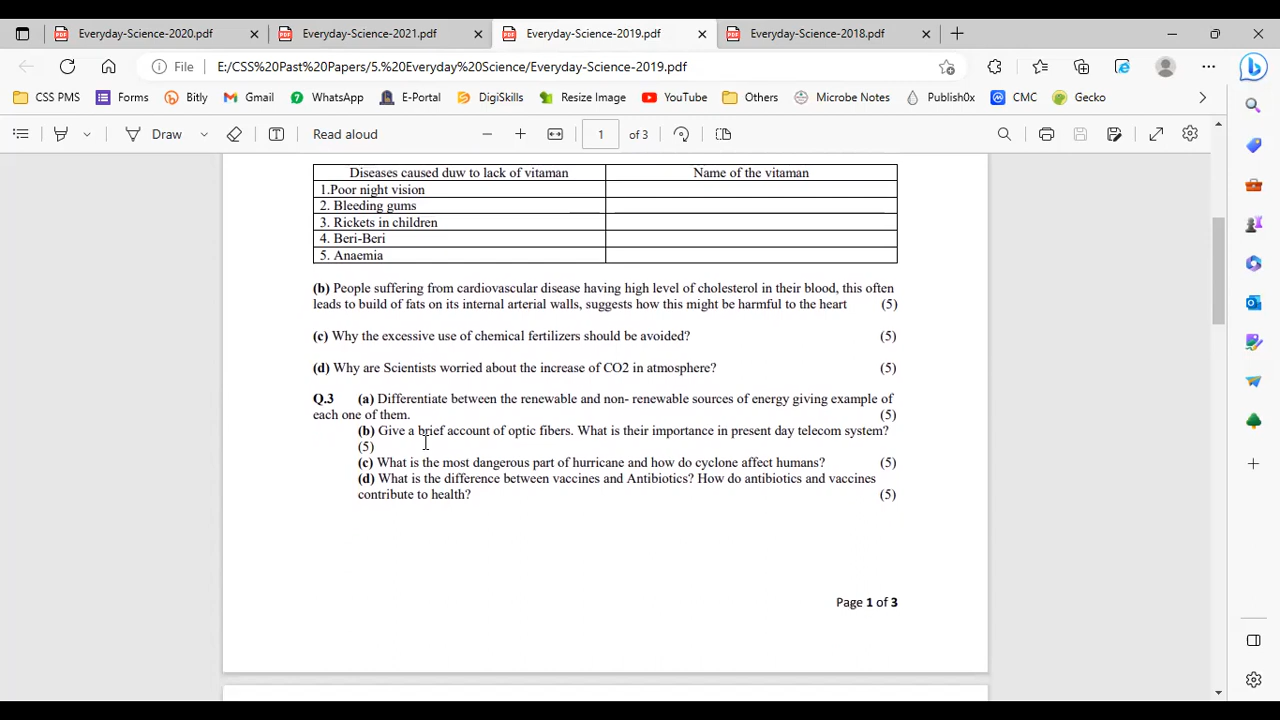 Everyday-Science-2020.pdf Everyday-Science-2021.pdf Everyday-Science-2019.pdf Everyday-Science-2018.pdf
File E:/CSS%20Past%20Papers/5.%20Everyday%20Science/Everyday-Science-2019.pdf
CSS PMS Forms Bitly Gmail WhatsApp E-Portal DigiSkills Resize Image YouTube Others Microbe Notes Publish0x CMC Gecko
Draw Read aloud 1 of 3
Diseases caused duw to lack of vitaman Name of the vitaman
1.Poor night vision
2. Bleeding gums
3. Rickets in children
4. Beri-Beri
5. Anaemia
(b) People suffering from cardiovascular disease having high level of cholesterol in their blood, this often
leads to build of fats on its internal arterial walls, suggests how this might be harmful to the heart (5)
(c) Why the excessive use of chemical fertilizers should be avoided? (5)
(d) Why are Scientists worried about the increase of CO2 in atmosphere? (5)
Q.3 (a) Differentiate between the renewable and non- renewable sources of energy giving example of
each one of them. (5)
(b) Give a brief account of optic fibers. What is their importance in present day telecom system?
(5)
(c) What is the most dangerous part of hurricane and how do cyclone affect humans? (5)
(d) What is the difference between vaccines and Antibiotics? How do antibiotics and vaccines
contribute to health? (5)
Page 1 of 3